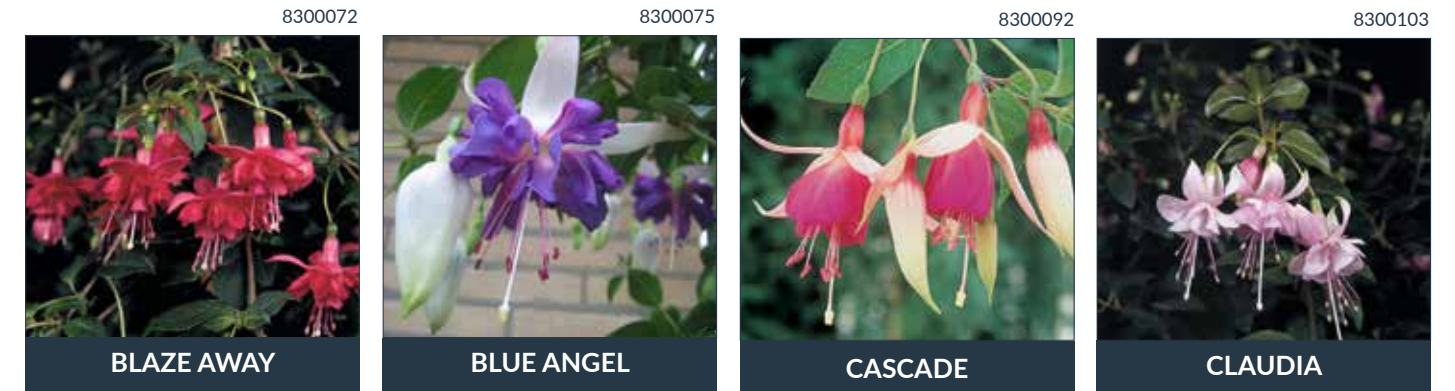 8300072
BLAZE AWAY
8300075
BLUE ANGEL
8300092
CASCADE
8300103
CLAUDIA